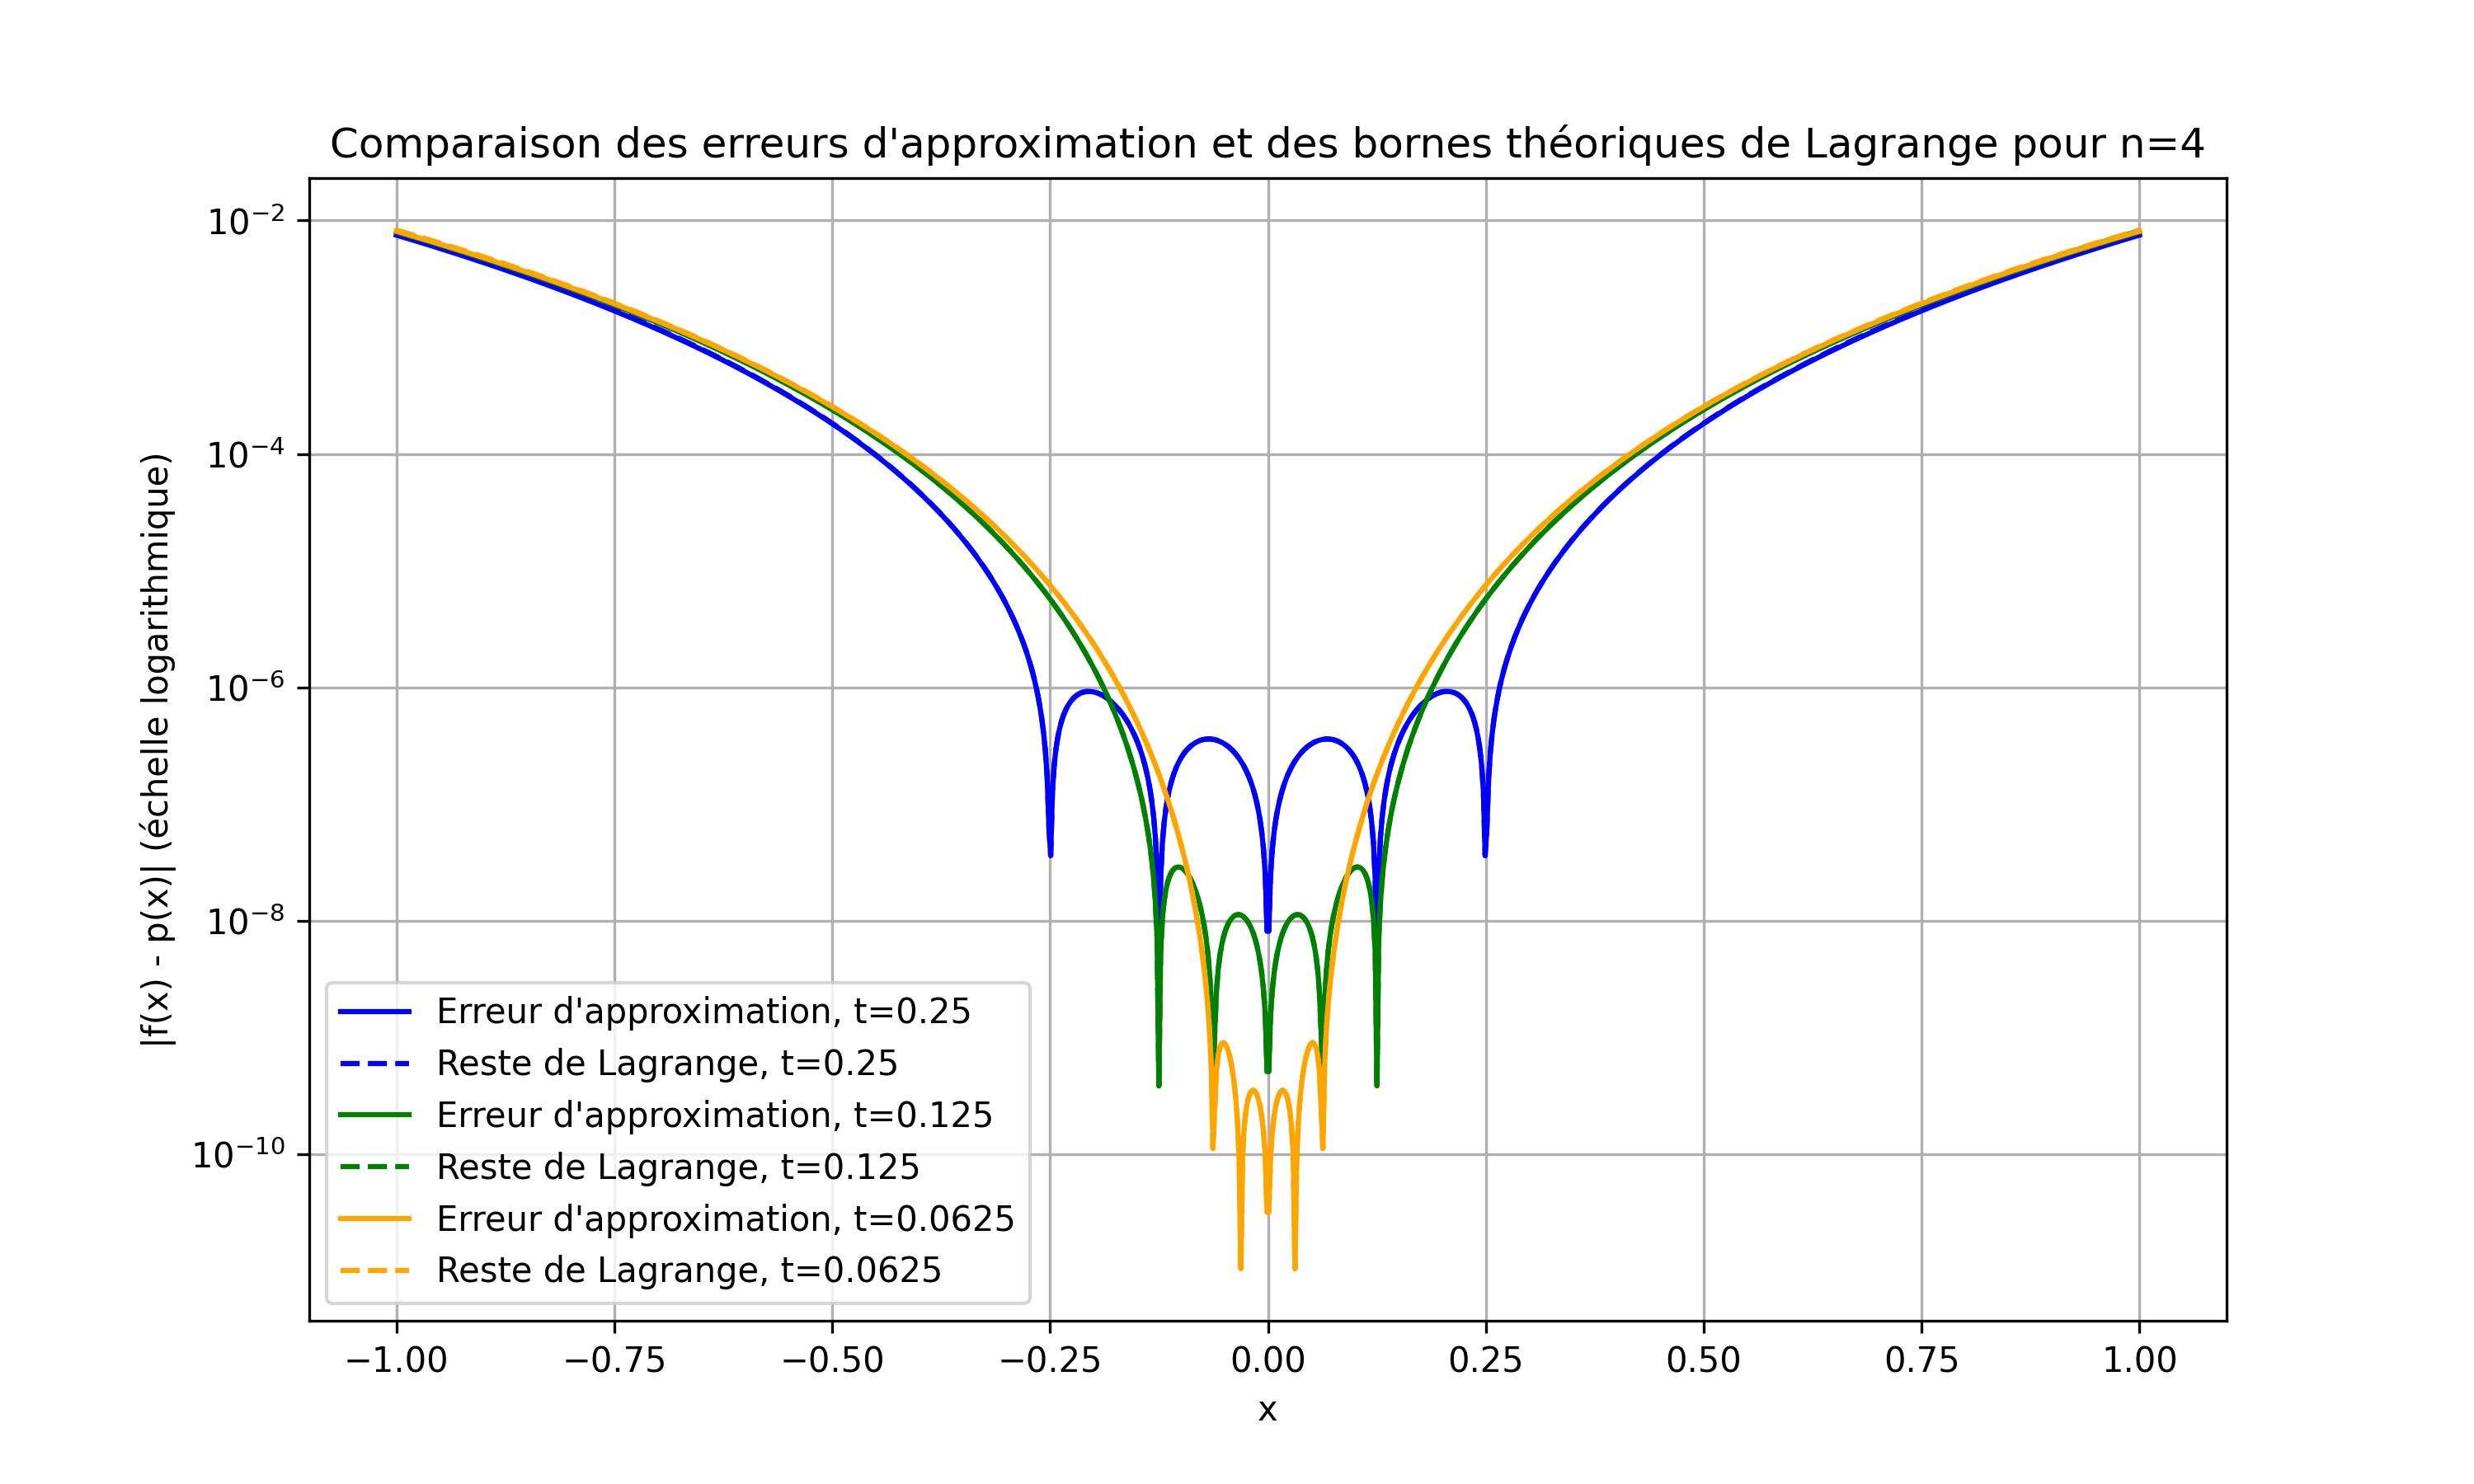 Comparaison des erreurs d'approximation et des bornes théoriques de Lagrange pour n=4
|f(x) - p(x)| (échelle logarithmique)
10⁻²
10⁻⁴
10⁻⁶
10⁻⁸
10⁻¹⁰
Erreur d'approximation, t=0.25
Reste de Lagrange, t=0.25
Erreur d'approximation, t=0.125
Reste de Lagrange, t=0.125
Erreur d'approximation, t=0.0625
Reste de Lagrange, t=0.0625
−1.00 −0.75 −0.50 −0.25 0.00 0.25 0.50 0.75 1.00
x